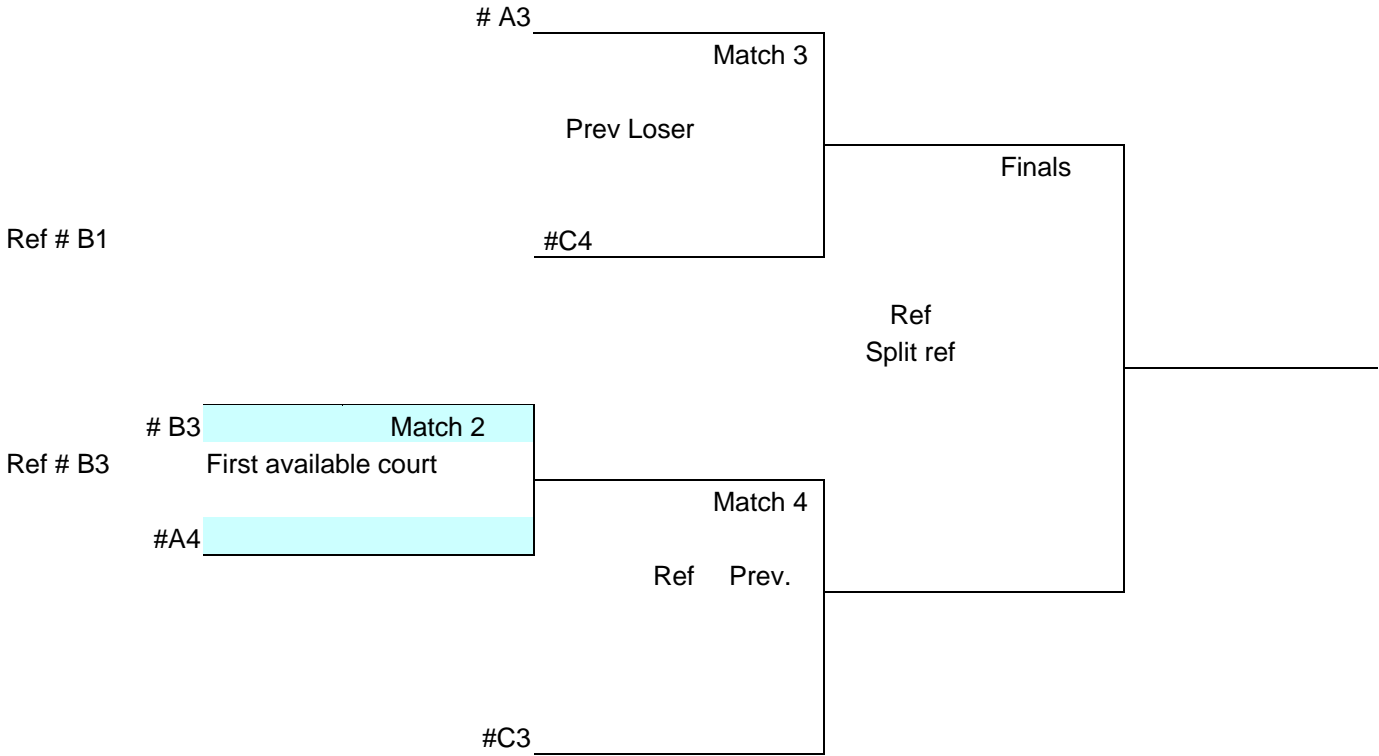 # A3
Match 3
Prev Loser
Finals
Ref # B1
#C4
Ref
Split ref
# B3 Match 2
Ref # B3 First available court
Match 4
#A4
Ref Prev.
#C3